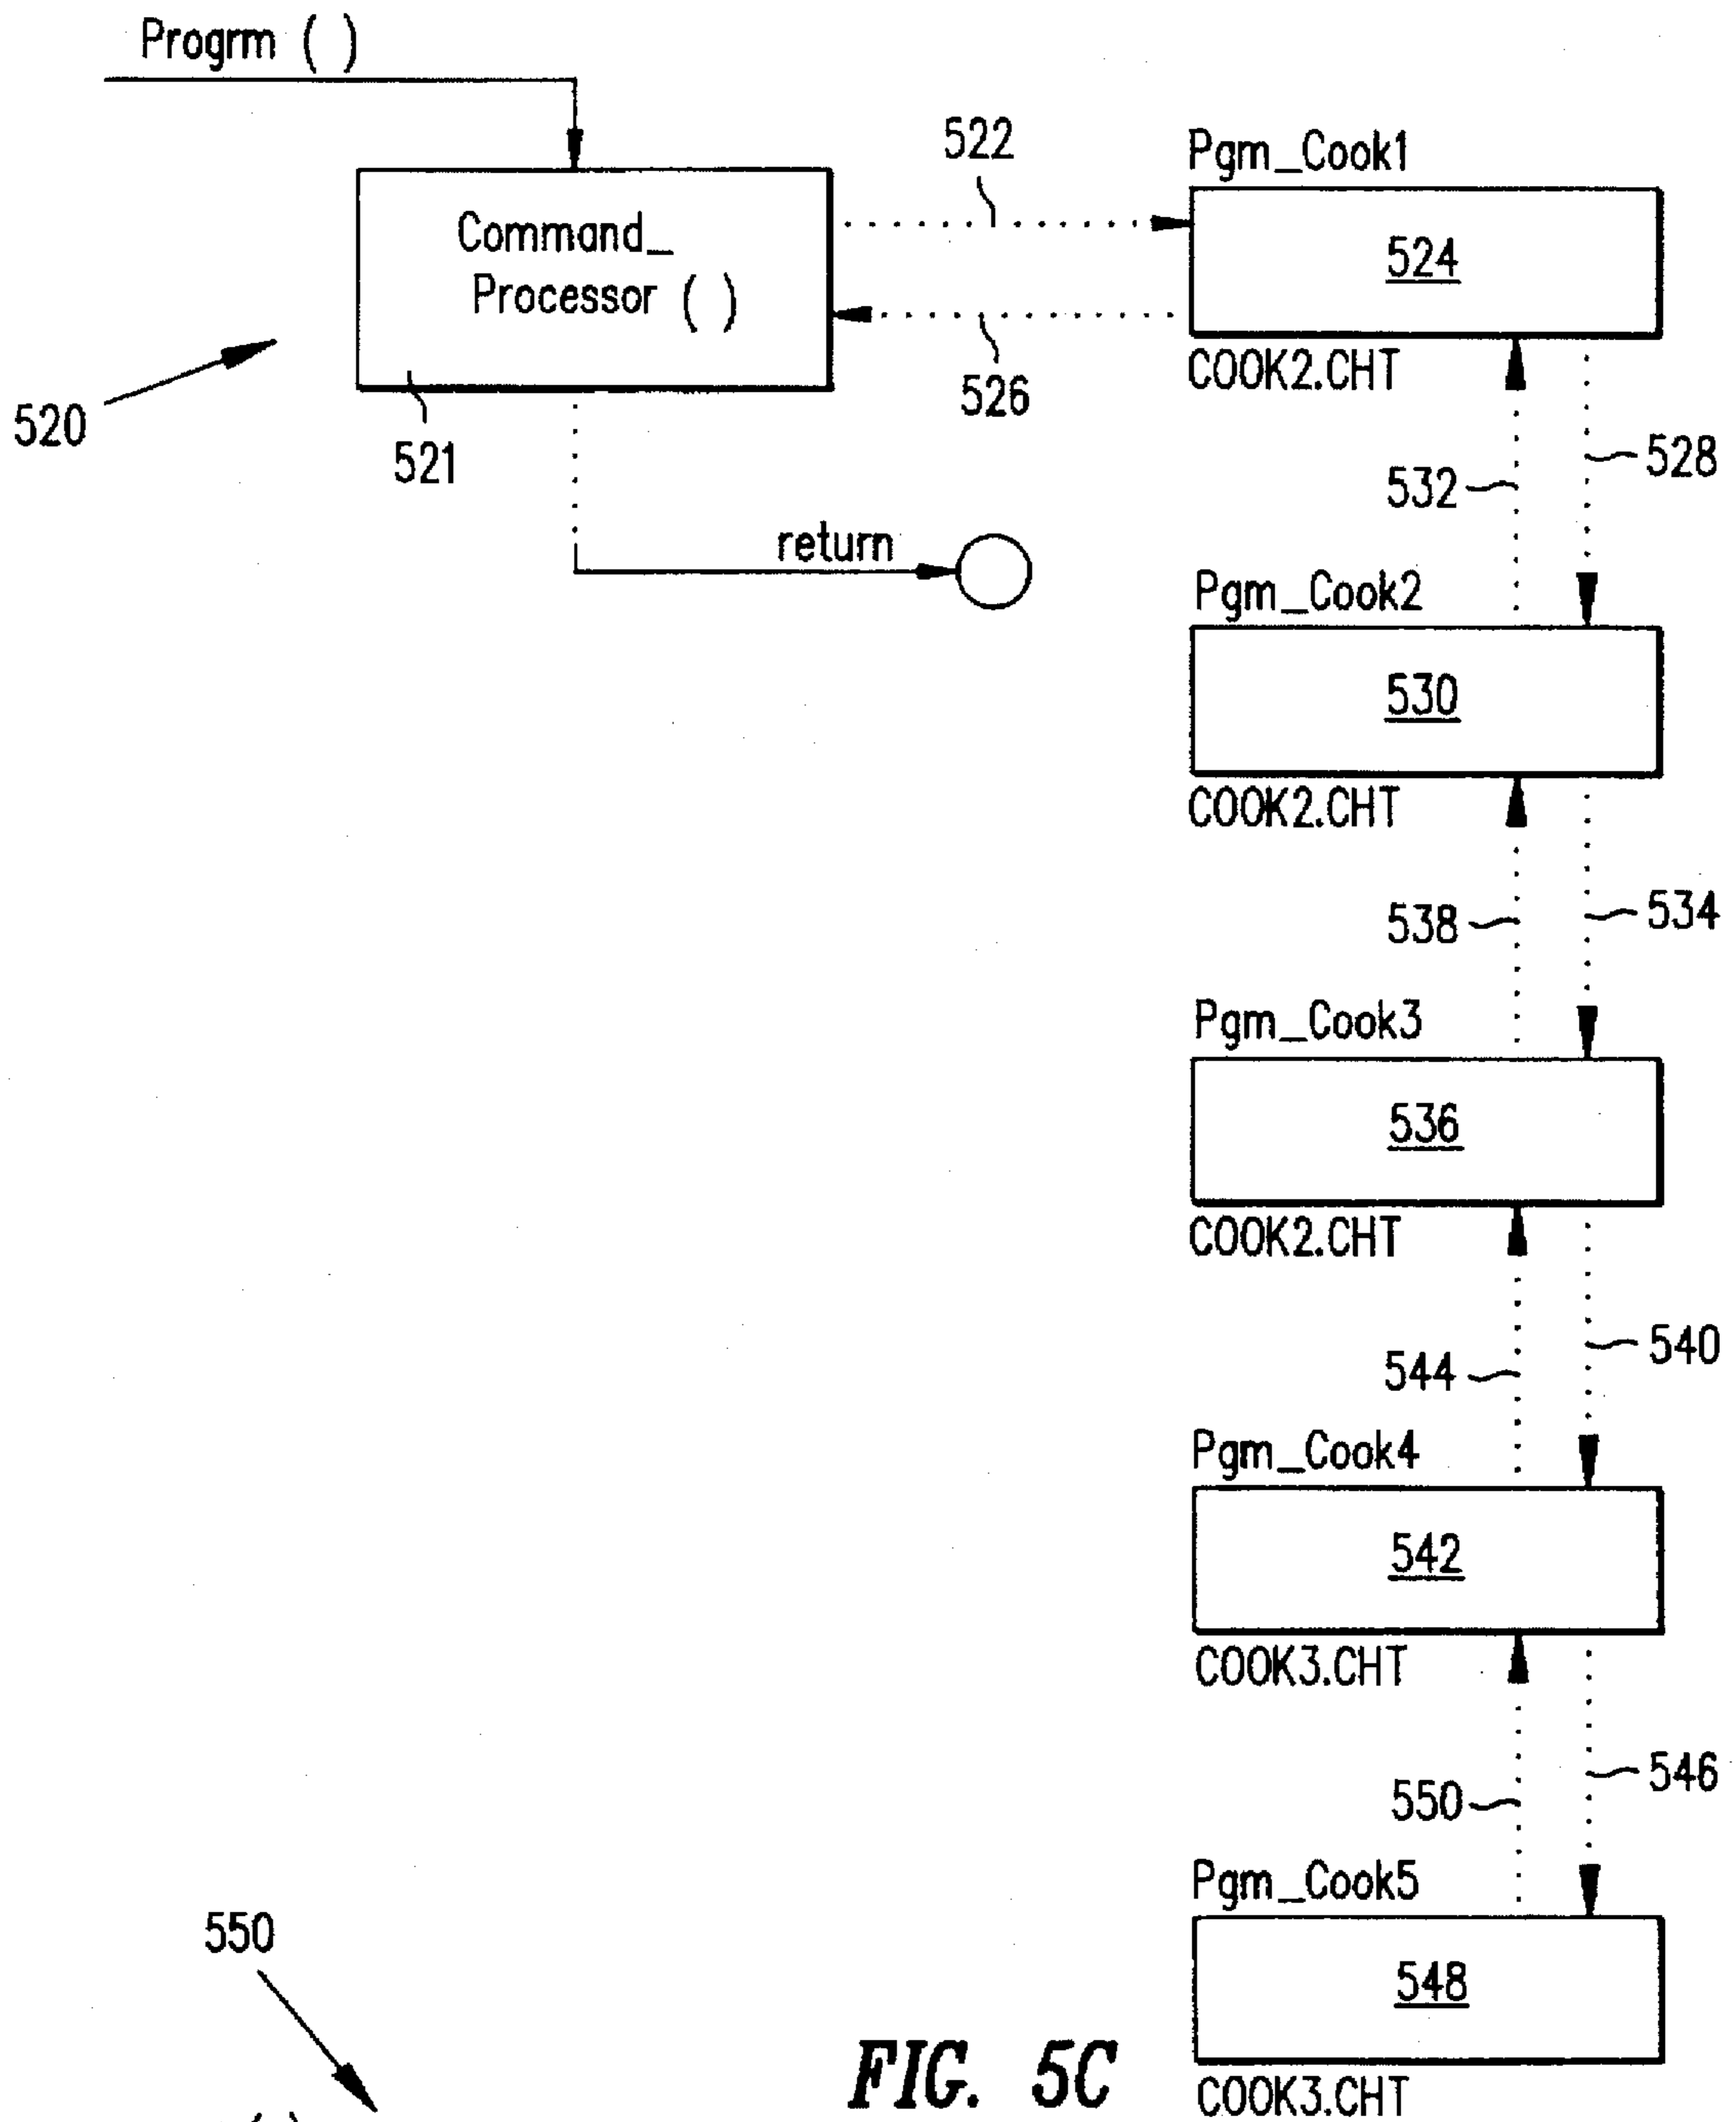 Progrm ( )
522
Pgm_Cook1
Command_
Processor ( )
524
526
COOK2.CHT
520
521
528
532
return
Pgm_Cook2
530
COOK2.CHT
538
534
Pgm_Cook3
536
COOK2.CHT
544
540
Pgm_Cook4
542
COOK3.CHT
550
546
Pgm_Cook5
550
548
FIG. 5C
COOK3.CHT
( )